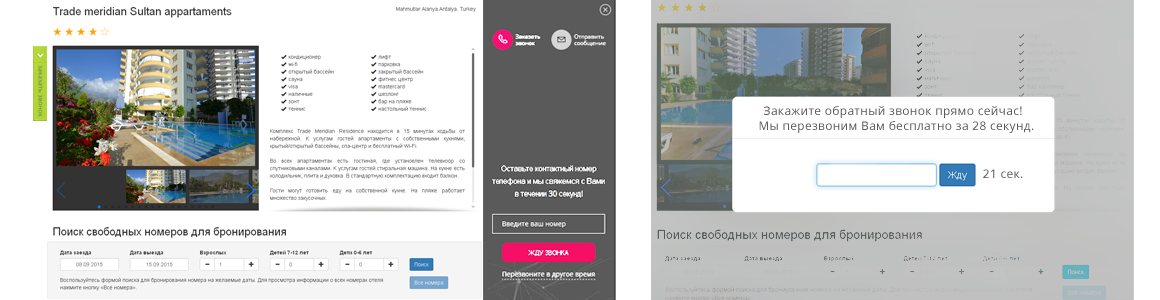 Trade meridian Sultan appartaments
Mahmutlar Alanya Antalya Turkey
ЗАКАЗАТЬ ЗВОНОК
кондиционер
wi-fi
открытый бассейн
сауна
visa
наличные
зонт
теннис
лифт
парковка
закрытый бассейн
фитнес центр
mastercard
шезлонг
бар на пляже
настольный теннис
Комплекс Trade Meridian Residence находится в 15 минутах ходьбы от
набережной. К услугам гостей апартаменты с собственными кухнями,
крытый/открытый бассейны, спа-центр и бесплатный Wi-Fi.
Во всех апартаментах есть гостиная, где установлен телевизор со
спутниковыми каналами. К услугам гостей стиральная машина. На кухне есть
холодильник, плита и духовка. В стандартную комплектацию входит балкон.
Гости могут готовить еду на собственной кухне. На пляже работает
множество закусочных.
Поиск свободных номеров для бронирования
Дата заезда
Дата выезда
Взрослых
Детей 7-12 лет
Дети 0-6 лет
06.09.2015
15.09.2015
− 1 +
− 0 +
− 0 +
Поиск
Воспользуйтесь формой поиска для бронирования номера на желаемые даты. Для просмотра информации о всех номерах отеля
нажмите кнопку «Все номера».
Все номера
Заказать
звонок
Отправить
сообщение
Оставьте контактный номер
телефона и мы свяжемся с Вами
в течении 30 секунд!
Введите ваш номер
ЖДУ ЗВОНКА
Перезвоните в другое время
Закажите обратный звонок прямо сейчас!
Мы перезвоним Вам бесплатно за 28 секунд.
Жду
21 сек.
Поиск свободных номеров для бронирования
Дата заезда
Дата выезда
Взрослых
Детей 7-12 лет
Дети 0-6 лет
Поиск
Все номера